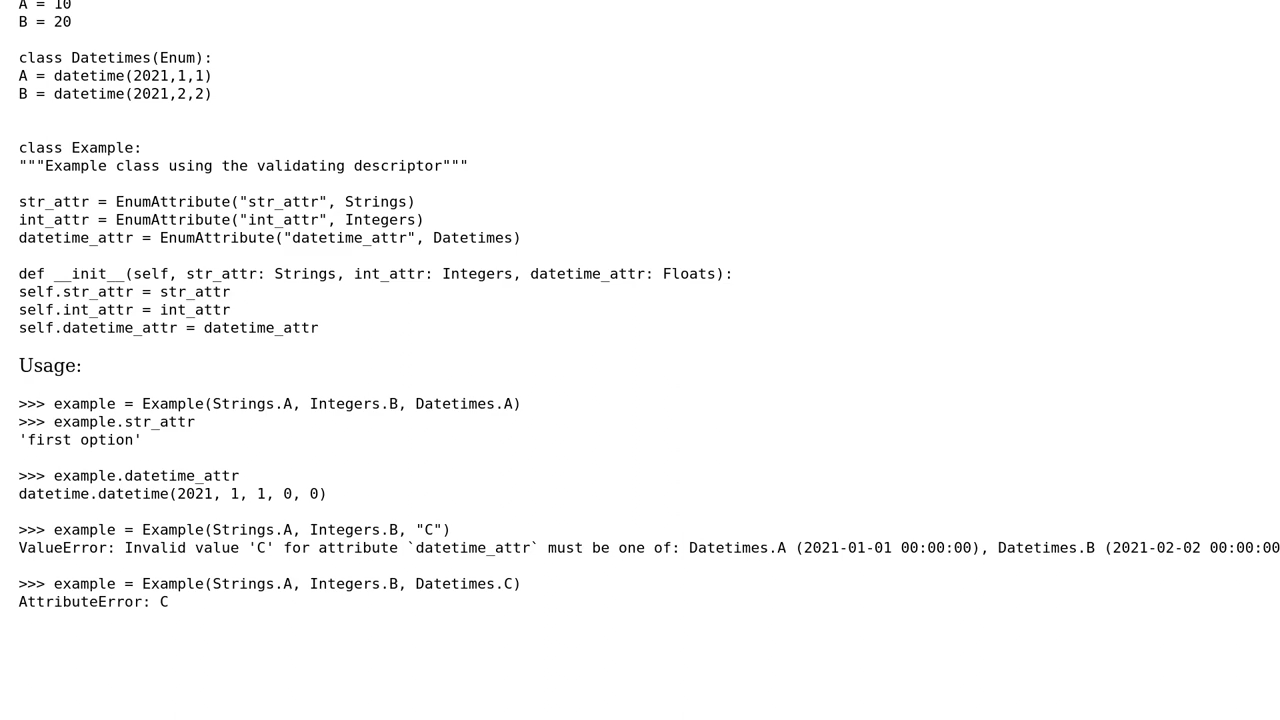 A = 10
B = 20
class Datetimes(Enum):
A = datetime(2021,1,1)
B = datetime(2021,2,2)
class Example:
"""Example class using the validating descriptor"""
str_attr = EnumAttribute("str_attr", Strings)
int_attr = EnumAttribute("int_attr", Integers)
datetime_attr = EnumAttribute("datetime_attr", Datetimes)
def __init__(self, str_attr: Strings, int_attr: Integers, datetime_attr: Floats):
self.str_attr = str_attr
self.int_attr = int_attr
self.datetime_attr = datetime_attr
Usage:
>>> example = Example(Strings.A, Integers.B, Datetimes.A)
>>> example.str_attr
'first option'
>>> example.datetime_attr
datetime.datetime(2021, 1, 1, 0, 0)
>>> example = Example(Strings.A, Integers.B, "C")
ValueError: Invalid value 'C' for attribute `datetime_attr` must be one of: Datetimes.A (2021-01-01 00:00:00), Datetimes.B (2021-02-02 00:00:00
>>> example = Example(Strings.A, Integers.B, Datetimes.C)
AttributeError: C